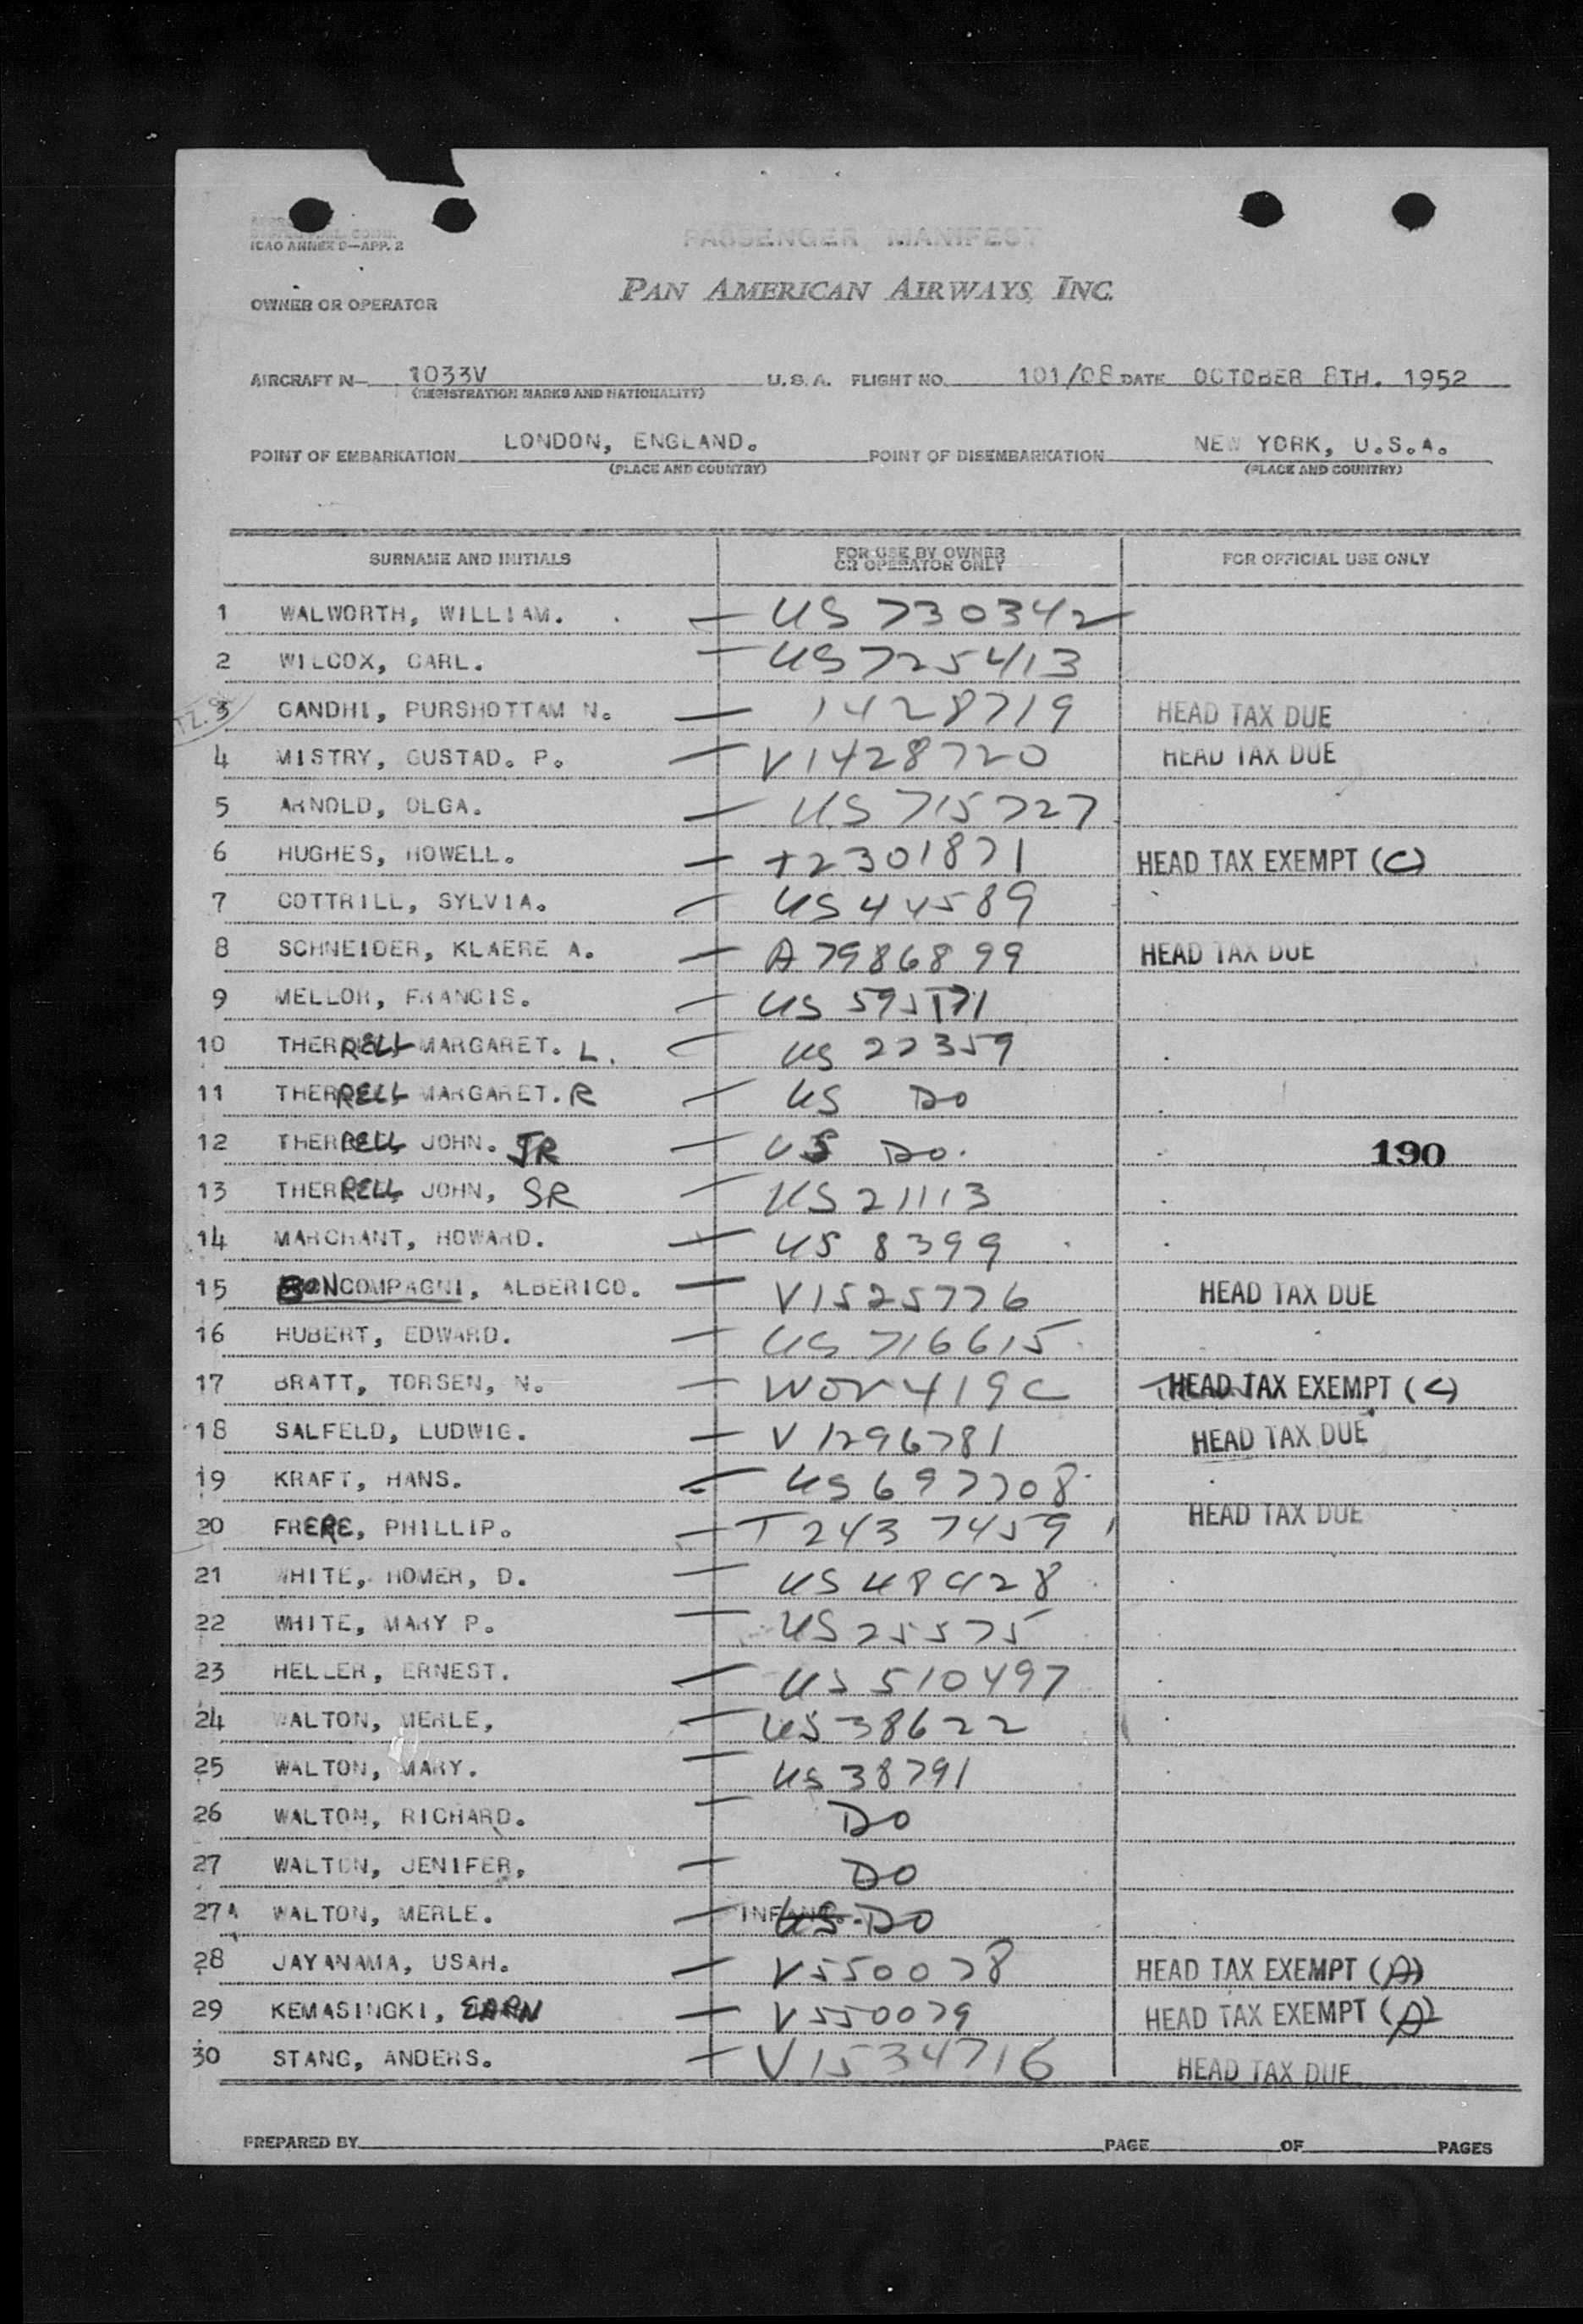 ICAO ANNEX 9—APP. 2
PASSENGER MANIFEST
PAN AMERICAN AIRWAYS, INC.
OWNER OR OPERATOR
AIRCRAFT N— 1033V U.S.A. FLIGHT NO. 101/08 DATE OCTOBER 8TH. 1952
(REGISTRATION MARKS AND NATIONALITY)
POINT OF EMBARKATION LONDON, ENGLAND. POINT OF DISEMBARKATION NEW YORK, U.S.A.
(PLACE AND COUNTRY) (PLACE AND COUNTRY)
SURNAME AND INITIALS FOR USE BY OWNER OR OPERATOR ONLY FOR OFFICIAL USE ONLY
1 WALWORTH, WILLIAM. — US 730342
2 WILCOX, CARL. — US 725413
3 GANDHI, PURSHOTTAM N. — 1428719 HEAD TAX DUE
4 MISTRY, GUSTAD. P. — V1428720 HEAD TAX DUE
5 ARNOLD, OLGA. — US 715727
6 HUGHES, HOWELL. — T2301871 HEAD TAX EXEMPT (C)
7 COTTRILL, SYLVIA. — US 44589
8 SCHNEIDER, KLAERE A. — A7986899 HEAD TAX DUE
9 MELLOR, FRANCIS. — US 595171
10 THERRELL, MARGARET. L. — US 22359
11 THERRELL, MARGARET. R — US DO
12 THERRELL, JOHN. JR — US DO. 190
13 THERRELL, JOHN, SR — US 21113
14 MARCHANT, HOWARD. — US 8399
15 BONCOMPAGNI, ALBERICO. — V1525776 HEAD TAX DUE
16 HUBERT, EDWARD. — US 716615
17 BRATT, TORSEN, N. — HEAD TAX EXEMPT (C)
18 SALFELD, LUDWIG. — V1296781 HEAD TAX DUE
19 KRAFT, HANS. — US 697708
20 FRERE, PHILLIP. — T2437459 HEAD TAX DUE
21 WHITE, HOMER, D. — US 48428
22 WHITE, MARY P. — US 25575
23 HELLER, ERNEST. — US 510497
24 WALTON, MERLE, — US 38622
25 WALTON, MARY. — US 38791
26 WALTON, RICHARD. — DO
27 WALTON, JENIFER, — DO
27A WALTON, MERLE. — INFANT. US DO
28 JAYANAMA, USAH. — V550078 HEAD TAX EXEMPT (A)
29 KEMASINGKI, EARN — V550079 HEAD TAX EXEMPT (A)
30 STANG, ANDERS. — V1534716 HEAD TAX DUE
PREPARED BY PAGE OF PAGES